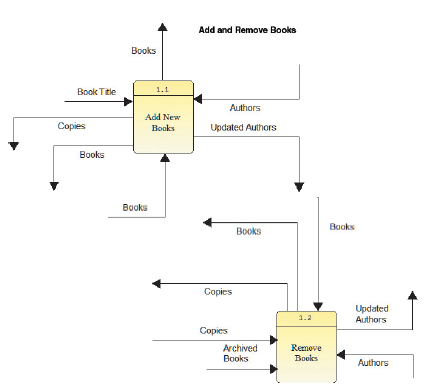 Add and Remove Books
Books
Book Title
1.1
Add New
Books
Authors
Copies
Updated Authors
Books
Books
Books
Books
Copies
Updated
Authors
1.2
Remove
Books
Copies
Archived
Books
Authors